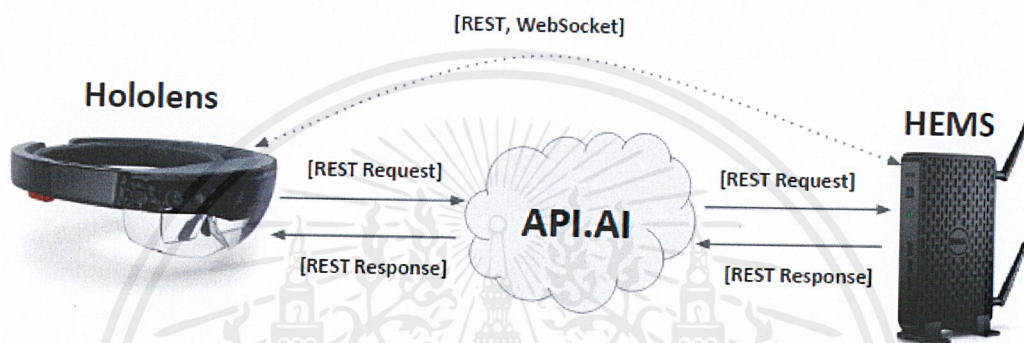 [REST, WebSocket]
Hololens
HEMS
[REST Request]
[REST Request]
API.AI
[REST Response]
[REST Response]